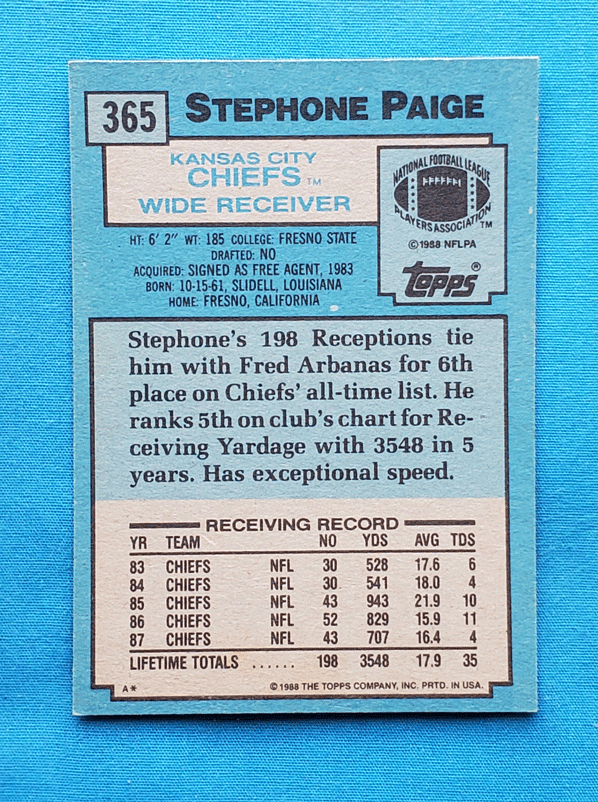 365 STEPHONE PAIGE
KANSAS CITY
CHIEFS TM
WIDE RECEIVER
NATIONAL FOOTBALL LEAGUE
PLAYERS ASSOCIATION TM
© 1988 NFLPA
TOPPS®
HT: 6' 2" WT: 185 COLLEGE: FRESNO STATE
DRAFTED: NO
ACQUIRED: SIGNED AS FREE AGENT, 1983
BORN: 10-15-61, SLIDELL, LOUISIANA
HOME: FRESNO, CALIFORNIA
Stephone's 198 Receptions tie
him with Fred Arbanas for 6th
place on Chiefs' all-time list. He
ranks 5th on club's chart for Re-
ceiving Yardage with 3548 in 5
years. Has exceptional speed.
RECEIVING RECORD
YR TEAM NO YDS AVG TDS
83 CHIEFS NFL 30 528 17.6 6
84 CHIEFS NFL 30 541 18.0 4
85 CHIEFS NFL 43 943 21.9 10
86 CHIEFS NFL 52 829 15.9 11
87 CHIEFS NFL 43 707 16.4 4
LIFETIME TOTALS ...... 198 3548 17.9 35
A* © 1988 THE TOPPS COMPANY, INC. PRTD. IN USA.